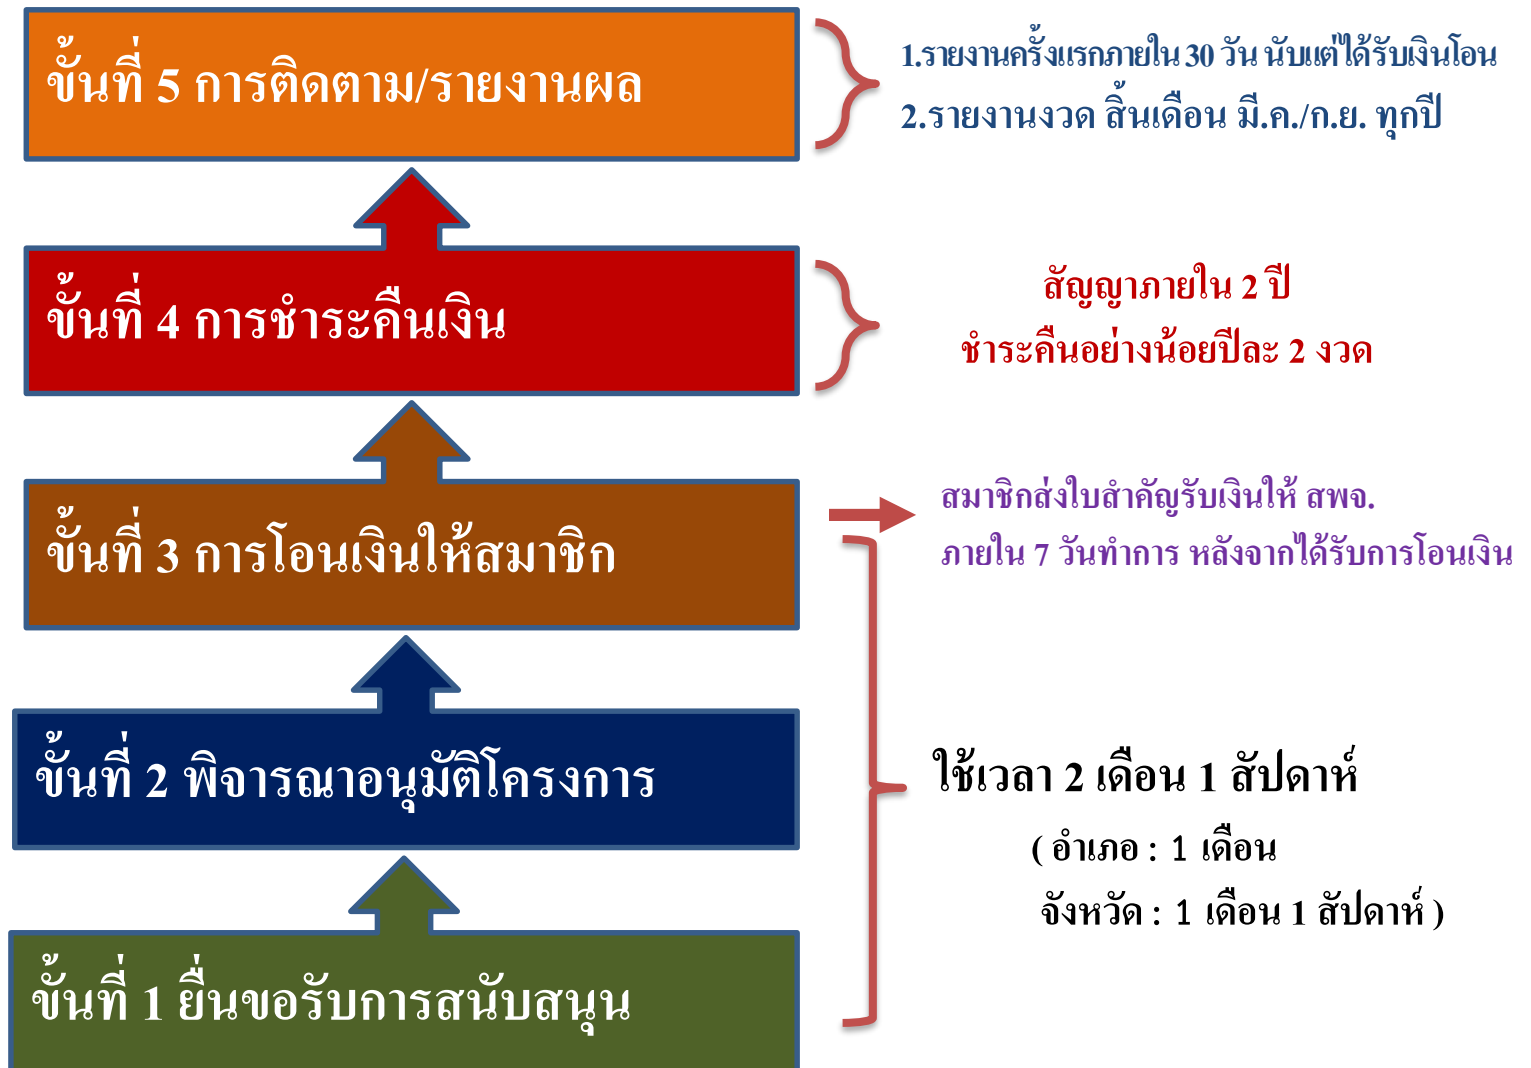 ขั้นที่ 5 การติดตาม/รายงานผล
1.รายงานครั้งแรกภายใน 30 วัน นับแต่ได้รับเงินโอน
2.รายงานงวด สิ้นเดือน มี.ค./ก.ย. ทุกปี
ขั้นที่ 4 การชำระคืนเงิน
สัญญาภายใน 2 ปี
ชำระคืนอย่างน้อยปีละ 2 งวด
ขั้นที่ 3 การโอนเงินให้สมาชิก
สมาชิกส่งใบสำคัญรับเงินให้ สพจ.
ภายใน 7 วันทำการ หลังจากได้รับการโอนเงิน
ขั้นที่ 2 พิจารณาอนุมัติโครงการ
ใช้เวลา 2 เดือน 1 สัปดาห์
( อำเภอ : 1 เดือน
จังหวัด : 1 เดือน 1 สัปดาห์ )
ขั้นที่ 1 ยื่นขอรับการสนับสนุน